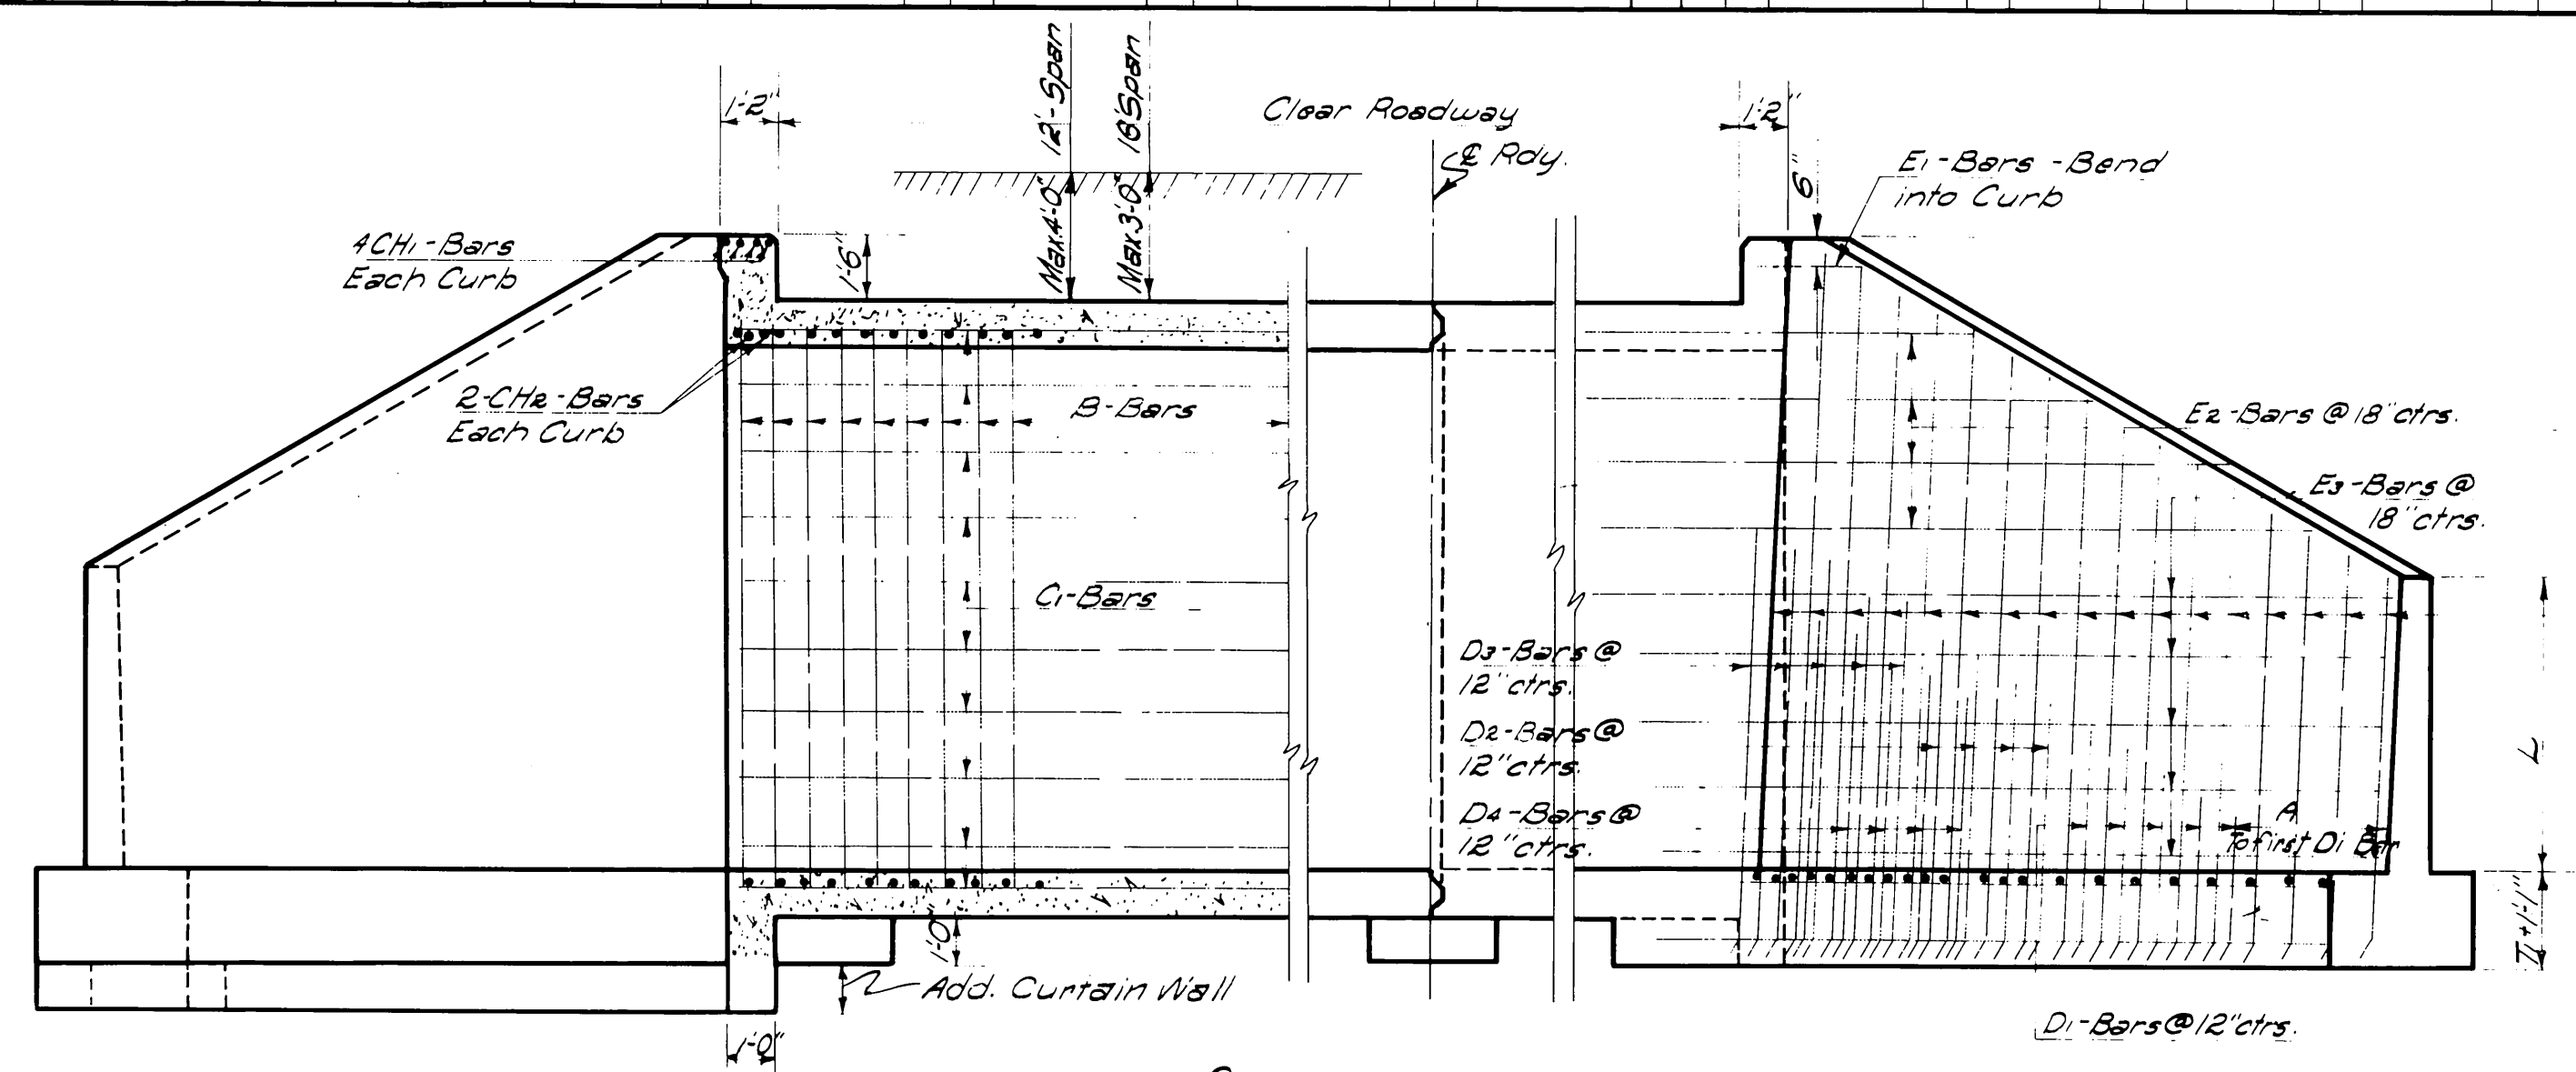 1'-2"
Max. 4'-0" 12'-Span
Max. 3'-0" 18' Span
Clear Roadway
℄ Rdy.
1'-2"
6"
E1-Bars - Bend
into Curb
4CH1-Bars
Each Curb
1'-6"
2-CH2-Bars
Each Curb
B-Bars
E2-Bars @ 18" ctrs.
E3-Bars @
18" ctrs.
C1-Bars
D3-Bars @
12" ctrs.
D2-Bars @
12" ctrs.
D4-Bars @
12" ctrs.
A
To first D1 Bar
L
T1+1'-1"
1'-0"
Add. Curtain Wall
D1-Bars @ 12" ctrs.
1'-0"